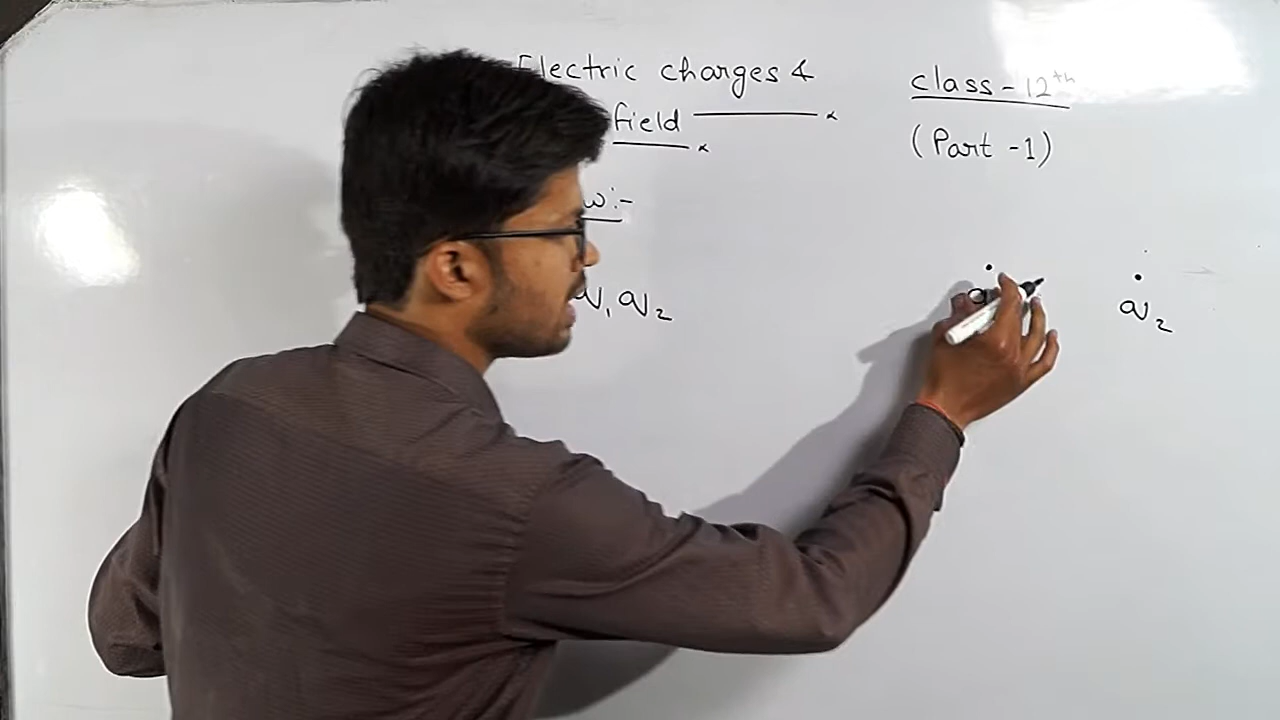 Electric charges &
field
class - 12th
(Part - 1)
w :-
q1 q2
q
q2